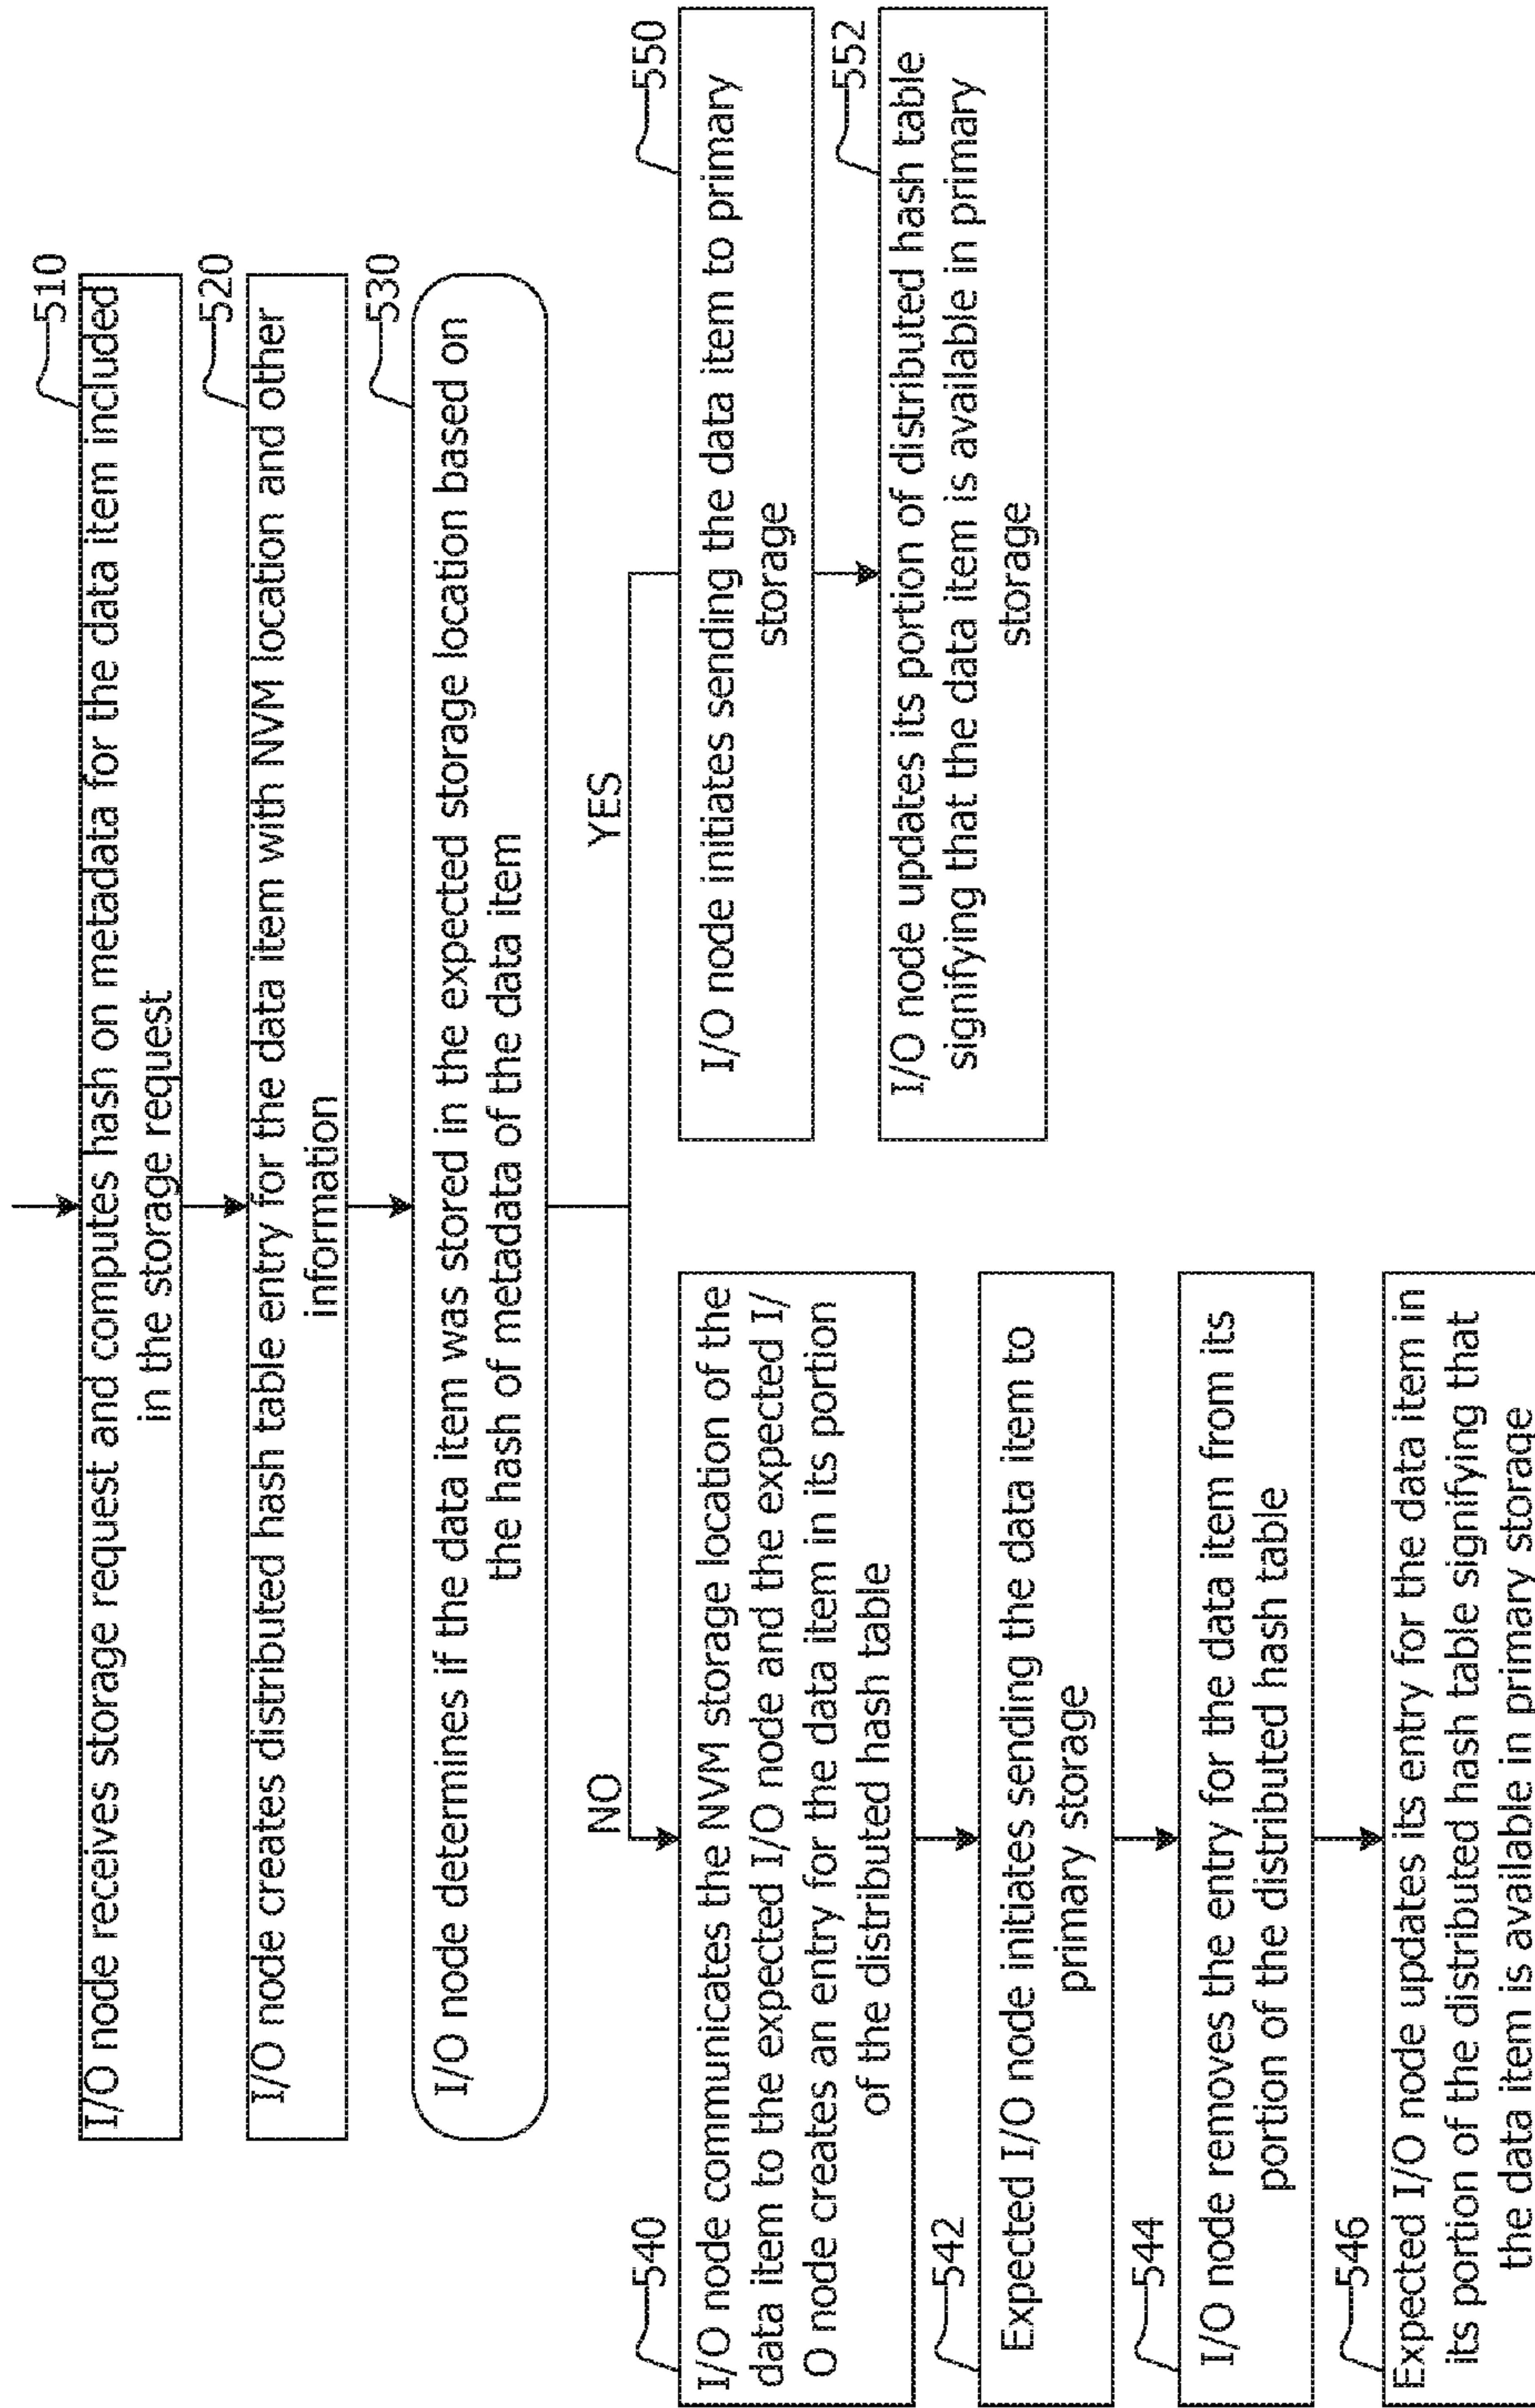 510
I/O node receives storage request and computes hash on metadata for the data item included
in the storage request
520
I/O node creates distributed hash table entry for the data item with NVM location and other
information
530
I/O node determines if the data item was stored in the expected storage location based on
the hash of metadata of the data item
NO
YES
540
I/O node communicates the NVM storage location of the
data item to the expected I/O node and the expected I/
O node creates an entry for the data item in its portion
of the distributed hash table
542
Expected I/O node initiates sending the data item to
primary storage
544
I/O node removes the entry for the data item from its
portion of the distributed hash table
546
Expected I/O node updates its entry for the data item in
its portion of the distributed hash table signifying that
the data item is available in primary storage
550
I/O node initiates sending the data item to primary
storage
552
I/O node updates its portion of distributed hash table
signifying that the data item is available in primary
storage